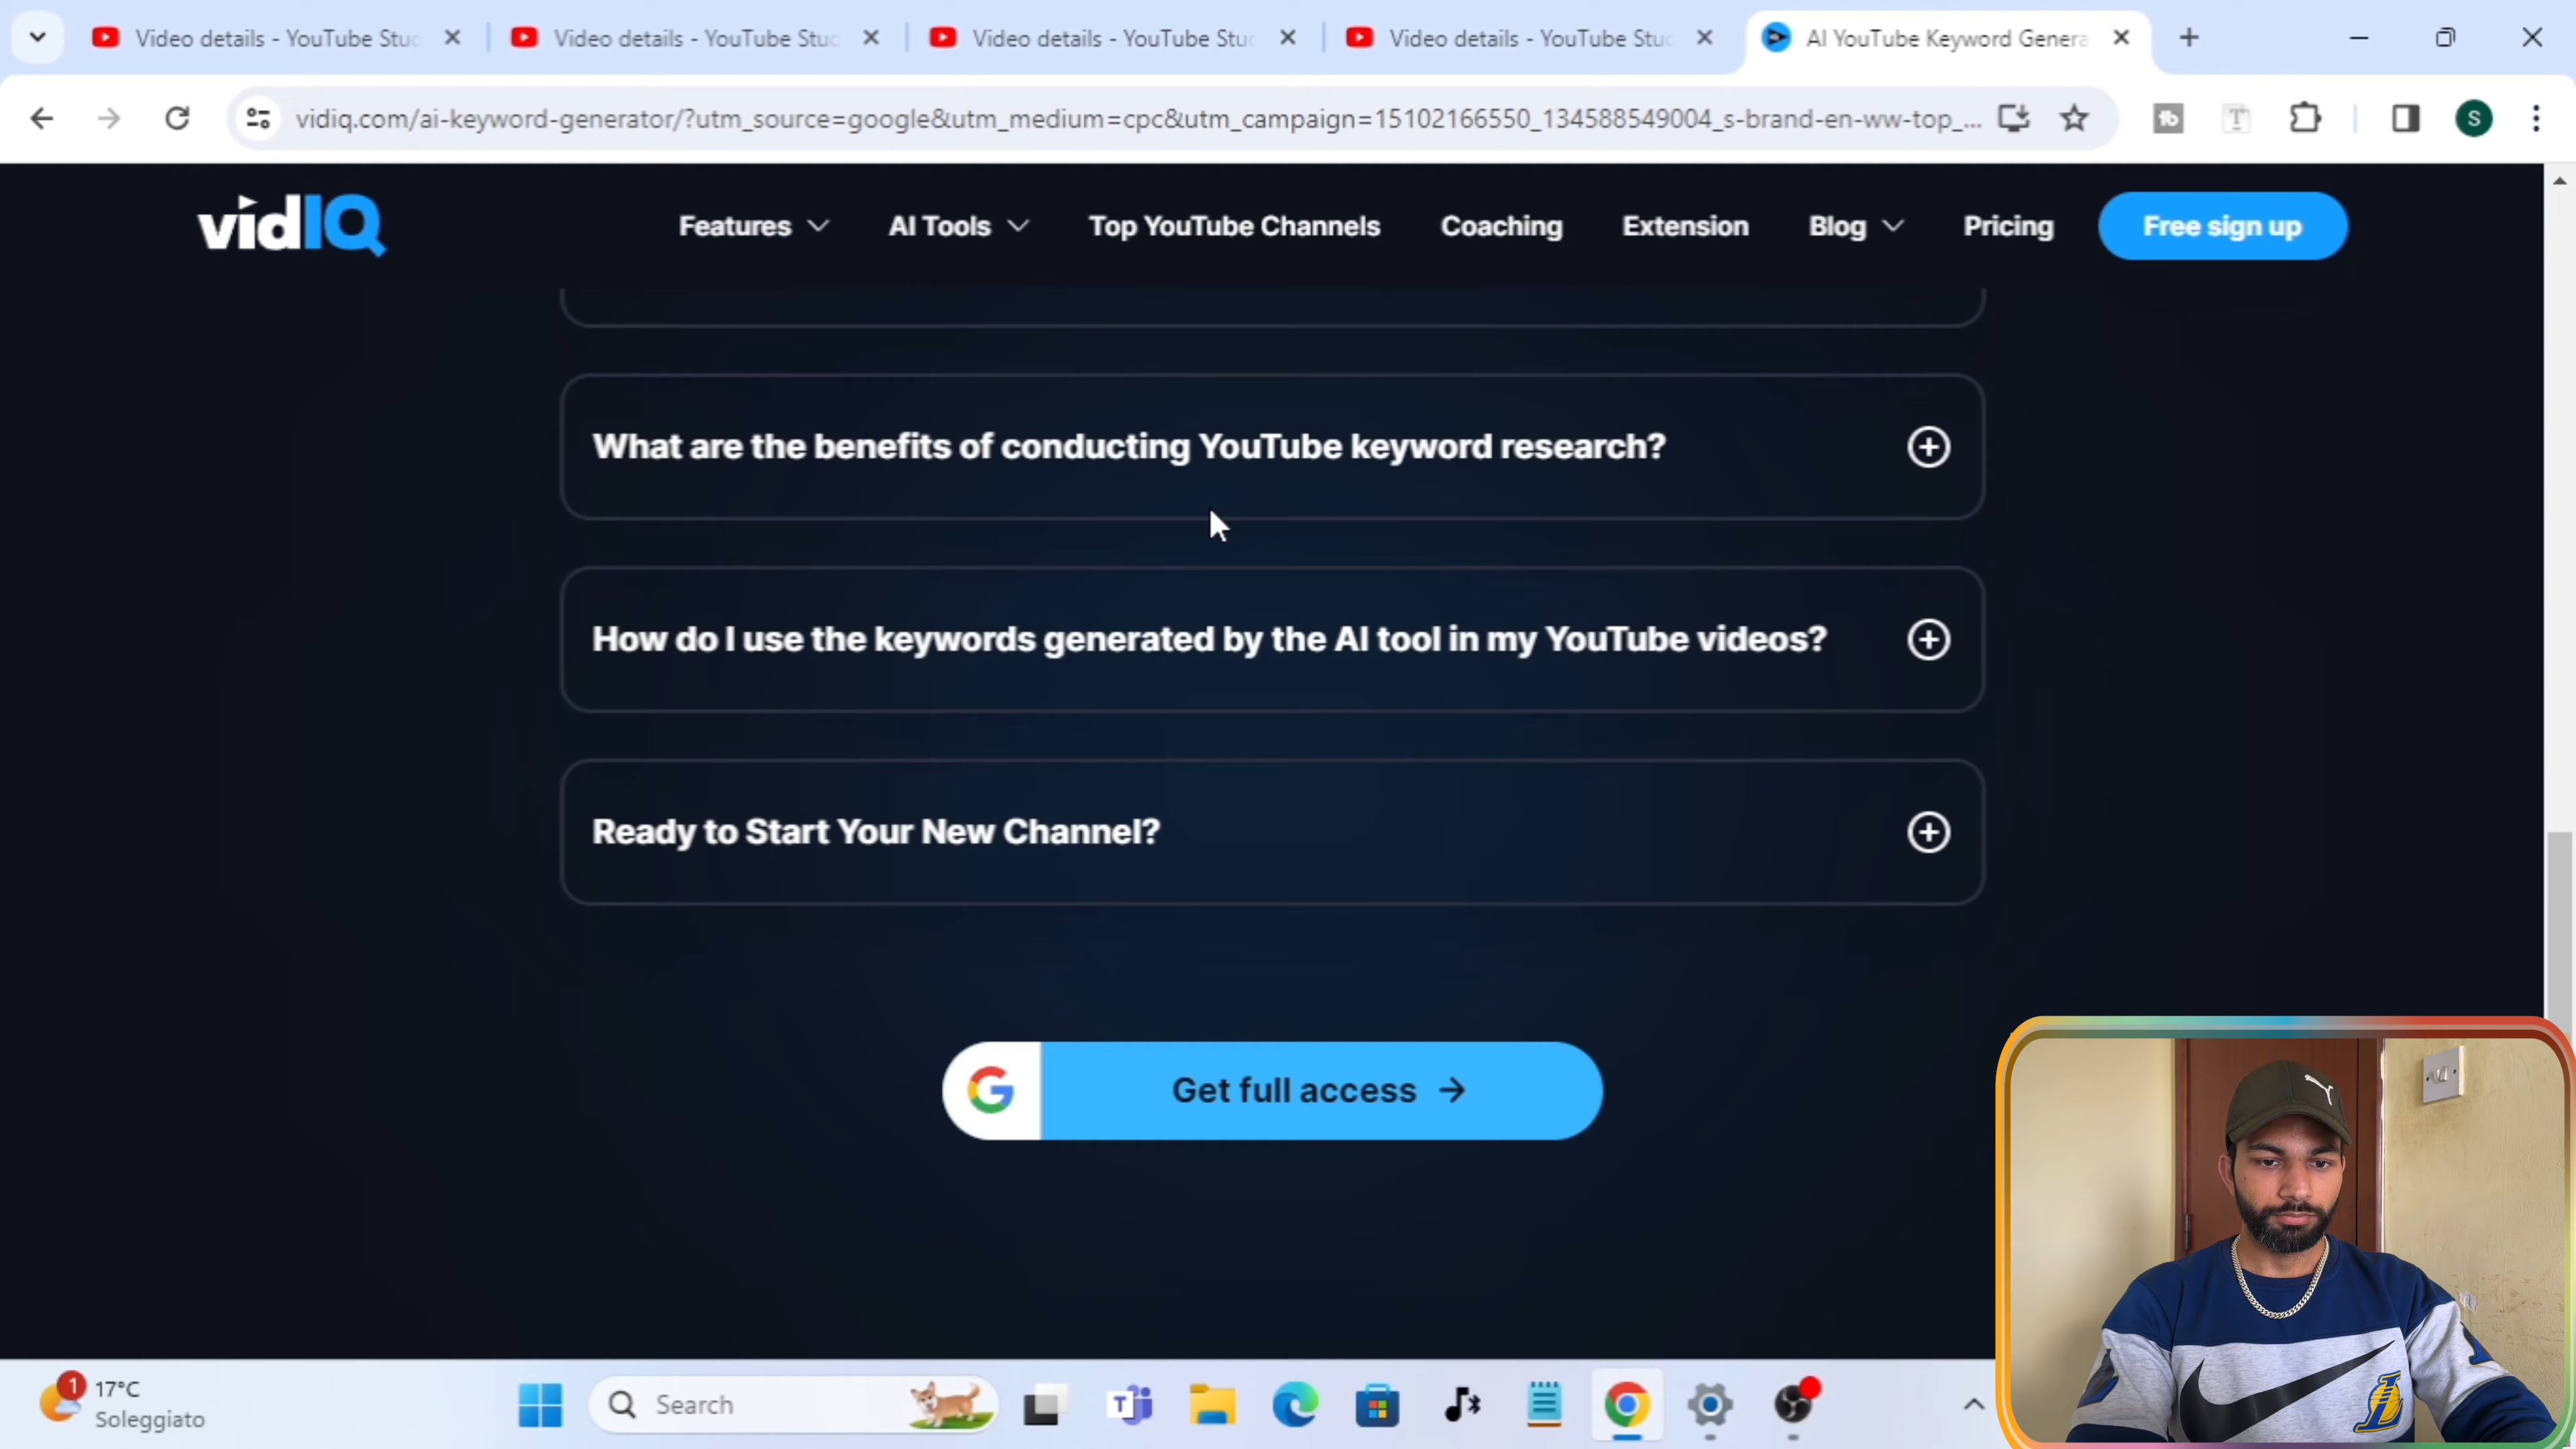 Video details - YouTube Stu
Video details - YouTube Stu
Video details - YouTube Stu
Video details - YouTube Stu
AI YouTube Keyword Genera
vidiq.com/ai-keyword-generator/?utm_source=google&utm_medium=cpc&utm_campaign=15102166550_134588549004_s-brand-en-ww-top_...
tb
T
S
vidIQ
Features
AI Tools
Top YouTube Channels
Coaching
Extension
Blog
Pricing
Free sign up
What are the benefits of conducting YouTube keyword research?
How do I use the keywords generated by the AI tool in my YouTube videos?
Ready to Start Your New Channel?
G
Get full access →
1
17°C
Soleggiato
Search
T
L